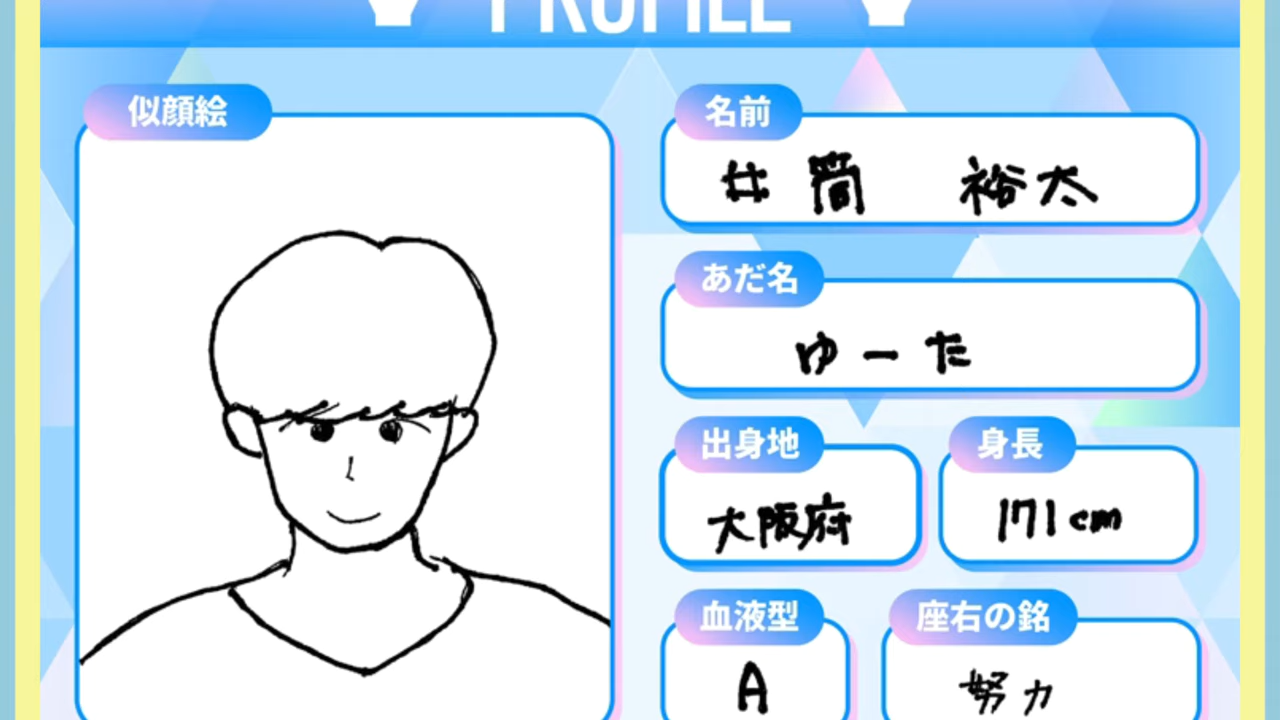 PROFILE
似顔絵
名前
井筒 裕太
あだ名
ゆーた
出身地
大阪府
身長
171cm
血液型
A
座右の銘
努力